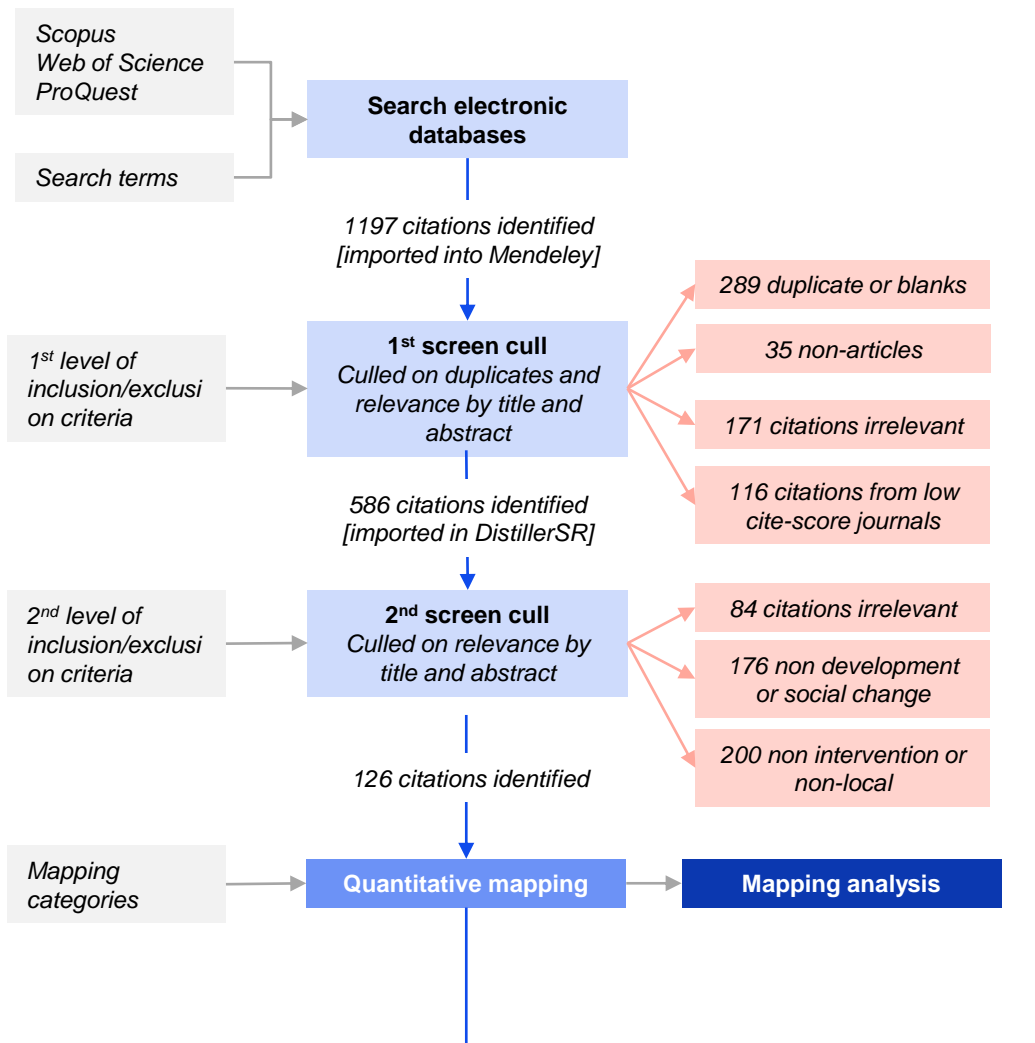 Scopus
Web of Science
ProQuest
Search terms
Search electronic
databases
1197 citations identified
[imported into Mendeley]
1st level of
inclusion/exclusi
on criteria
1st screen cull
Culled on duplicates and
relevance by title and
abstract
289 duplicate or blanks
35 non-articles
171 citations irrelevant
116 citations from low
cite-score journals
586 citations identified
[imported in DistillerSR]
2nd level of
inclusion/exclusi
on criteria
2nd screen cull
Culled on relevance by
title and abstract
84 citations irrelevant
176 non development
or social change
200 non intervention or
non-local
126 citations identified
Mapping
categories
Quantitative mapping
Mapping analysis